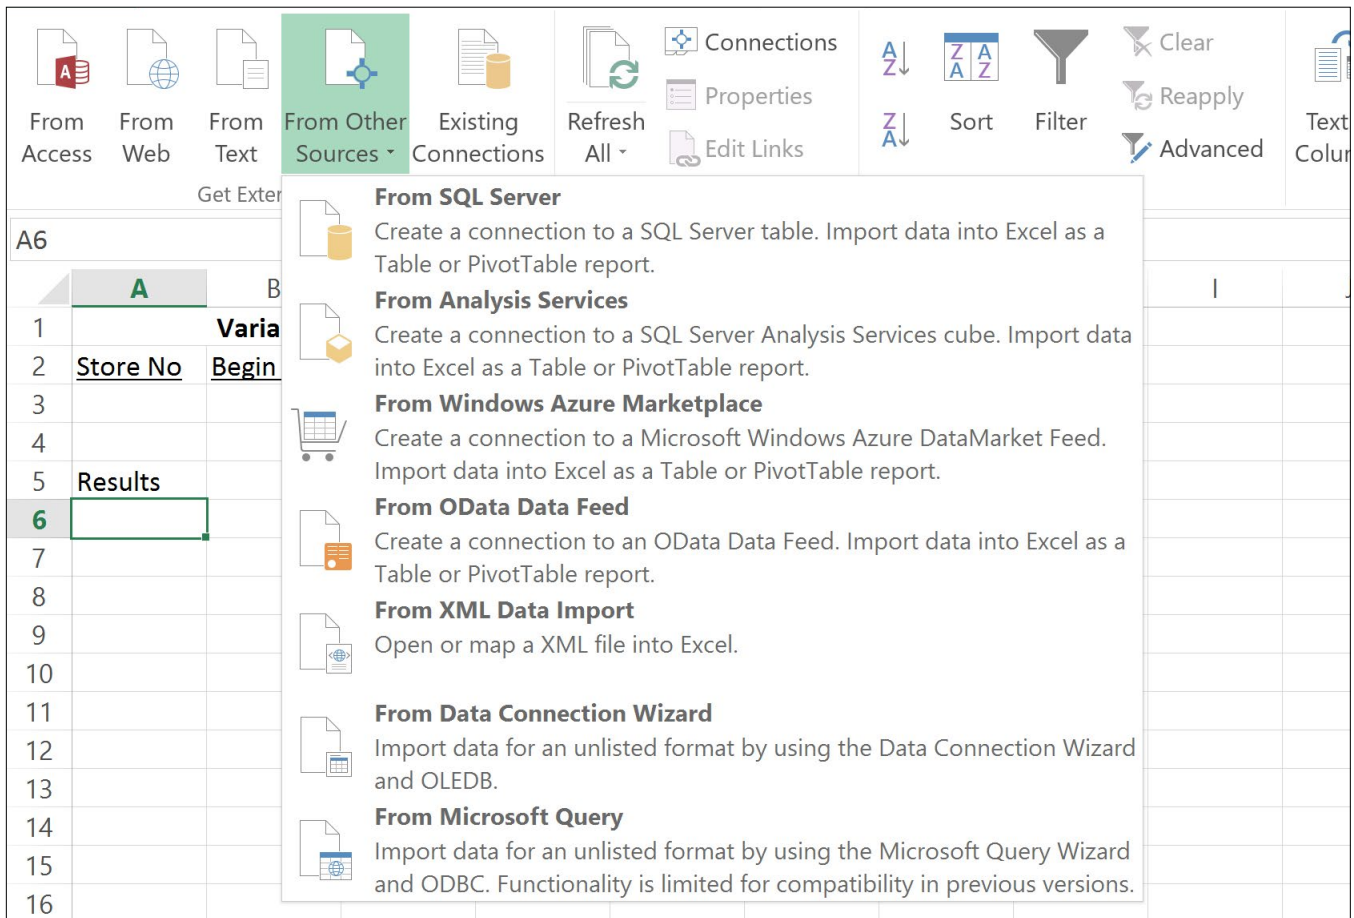 Connections
Properties
Edit Links
Clear
Reapply
Advanced
From Access
From Web
From Text
From Other Sources
Existing Connections
Refresh All
Sort
Filter
Text
Colu
Get Exter
A6
A
B
I
1
2
3
4
5
6
7
8
9
10
11
12
13
14
15
16
Varia
Store No
Begin
Results
From SQL Server
Create a connection to a SQL Server table. Import data into Excel as a
Table or PivotTable report.
From Analysis Services
Create a connection to a SQL Server Analysis Services cube. Import data
into Excel as a Table or PivotTable report.
From Windows Azure Marketplace
Create a connection to a Microsoft Windows Azure DataMarket Feed.
Import data into Excel as a Table or PivotTable report.
From OData Data Feed
Create a connection to an OData Data Feed. Import data into Excel as a
Table or PivotTable report.
From XML Data Import
Open or map a XML file into Excel.
From Data Connection Wizard
Import data for an unlisted format by using the Data Connection Wizard
and OLEDB.
From Microsoft Query
Import data for an unlisted format by using the Microsoft Query Wizard
and ODBC. Functionality is limited for compatibility in previous versions.